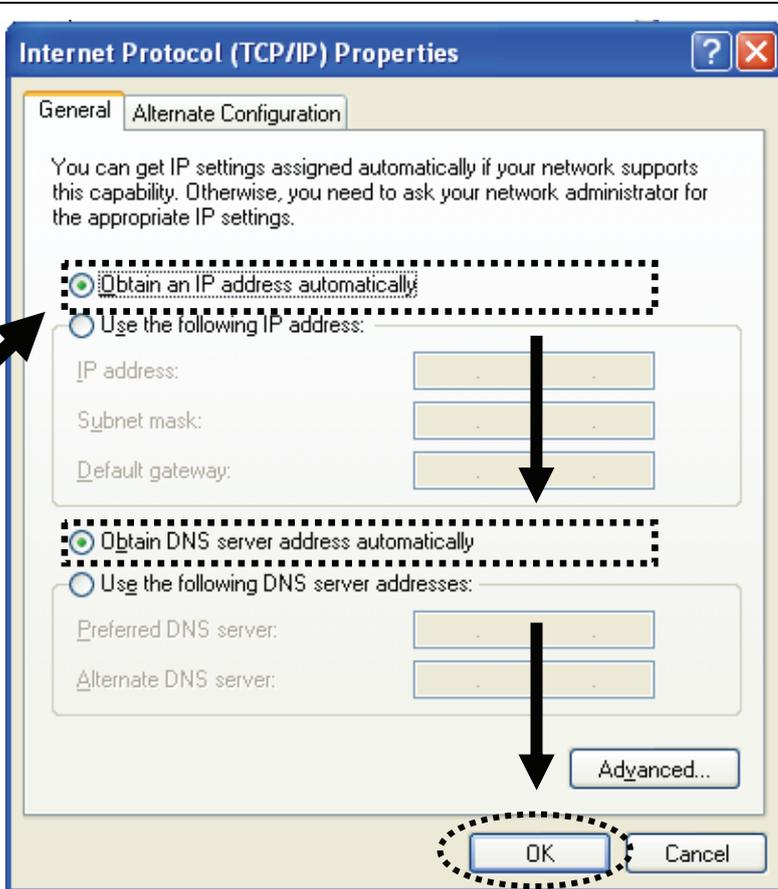 Internet Protocol (TCP/IP) Properties
General
Alternate Configuration
You can get IP settings assigned automatically if your network supports
this capability. Otherwise, you need to ask your network administrator for
the appropriate IP settings.
Obtain an IP address automatically
Use the following IP address:
IP address:
Subnet mask:
Default gateway:
Obtain DNS server address automatically
Use the following DNS server addresses:
Preferred DNS server:
Alternate DNS server:
Advanced...
OK
Cancel